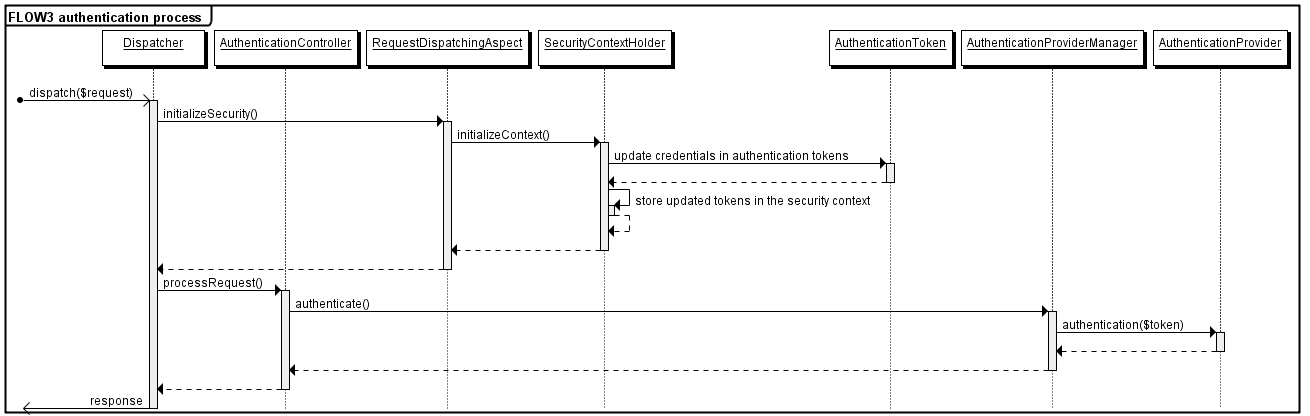 FLOW3 authentication process
Dispatcher
AuthenticationController
RequestDispatchingAspect
SecurityContextHolder
AuthenticationToken
AuthenticationProviderManager
AuthenticationProvider
dispatch($request)
initializeSecurity()
initializeContext()
update credentials in authentication tokens
store updated tokens in the security context
processRequest()
authenticate()
authentication($token)
response